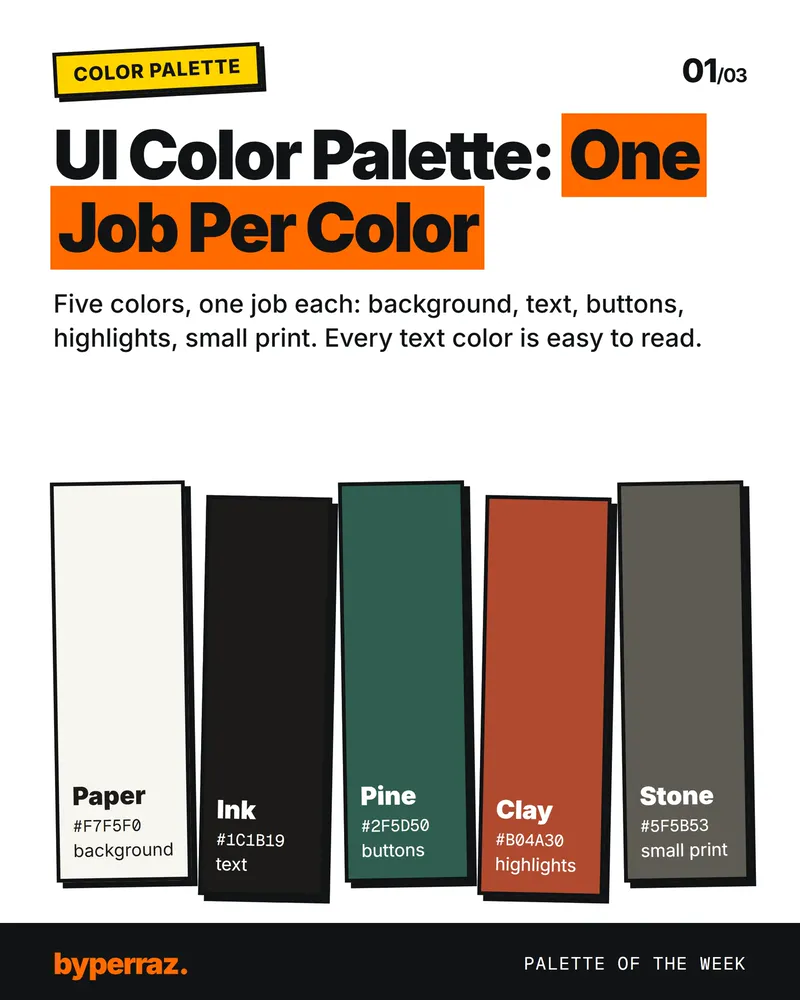 COLOR PALETTE
01/03
UI Color Palette: One
Job Per Color
Five colors, one job each: background, text, buttons,
highlights, small print. Every text color is easy to read.
Paper
#F7F5F0
background
Ink
#1C1B19
text
Pine
#2F5D50
buttons
Clay
#B04A30
highlights
Stone
#5F5B53
small print
byperraz.
PALETTE OF THE WEEK